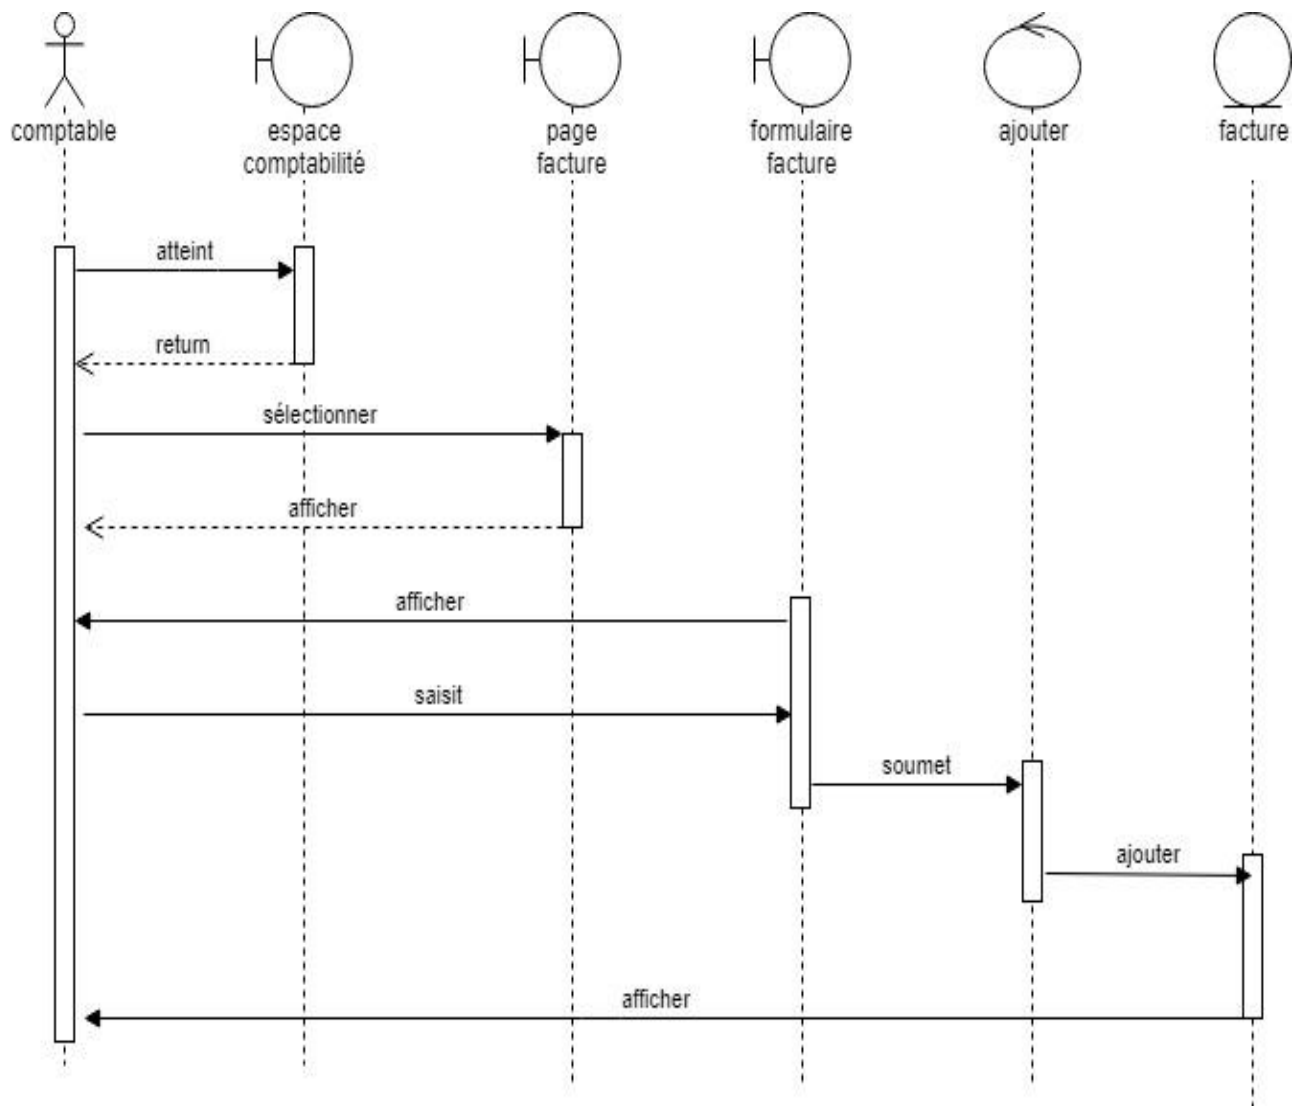 comptable
espace
comptabilité
page
facture
formulaire
facture
ajouter
facture
atteint
return
sélectionner
afficher
afficher
saisit
soumet
ajouter
afficher